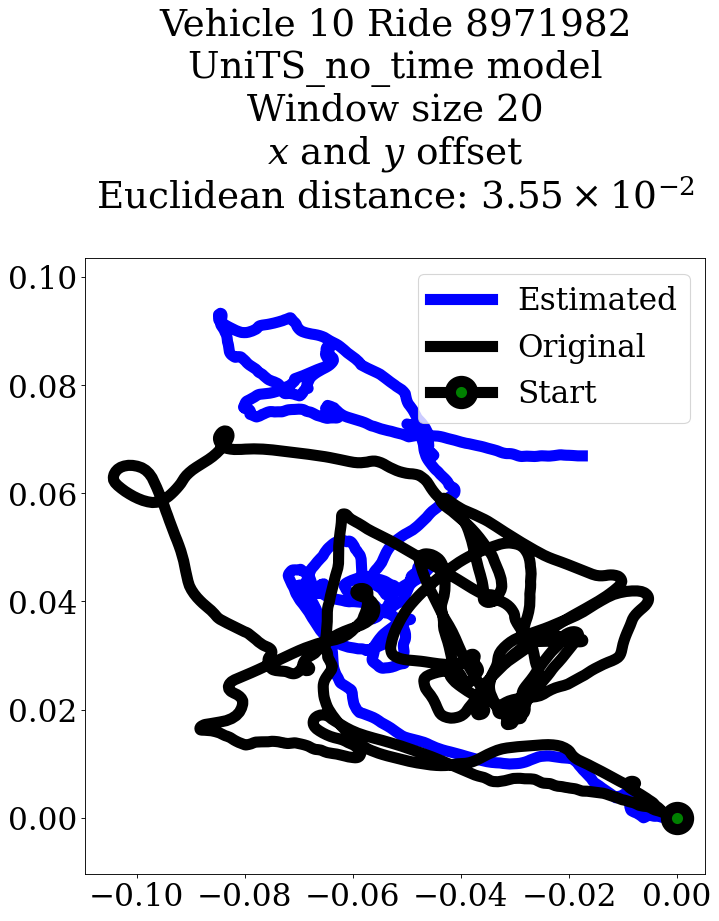 Vehicle 10 Ride 8971982
UniTS_no_time model
Window size 20
x and y offset
Euclidean distance: 3.55 × 10⁻²
Estimated
Original
Start
0.10
0.08
0.06
0.04
0.02
0.00
−0.10 −0.08 −0.06 −0.04 −0.02 0.00